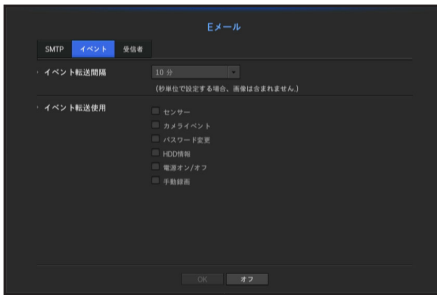 Eメール
SMTP イベント 受信者
・ イベント転送間隔 10 分
(秒単位で設定する場合、画像は含まれません。)
・ イベント転送使用 センサー
カメライベント
パスワード変更
HDD情報
電源オン/オフ
手動録画
OK オフ